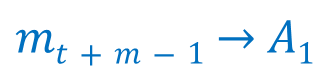 m_{t + m − 1} → A_1